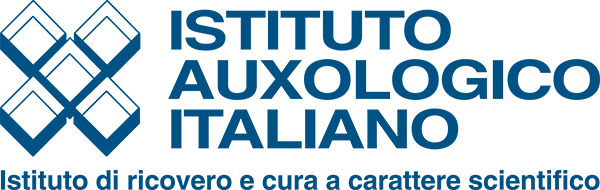 ISTITUTO
AUXOLOGICO
ITALIANO
Istituto di ricovero e cura a carattere scientifico